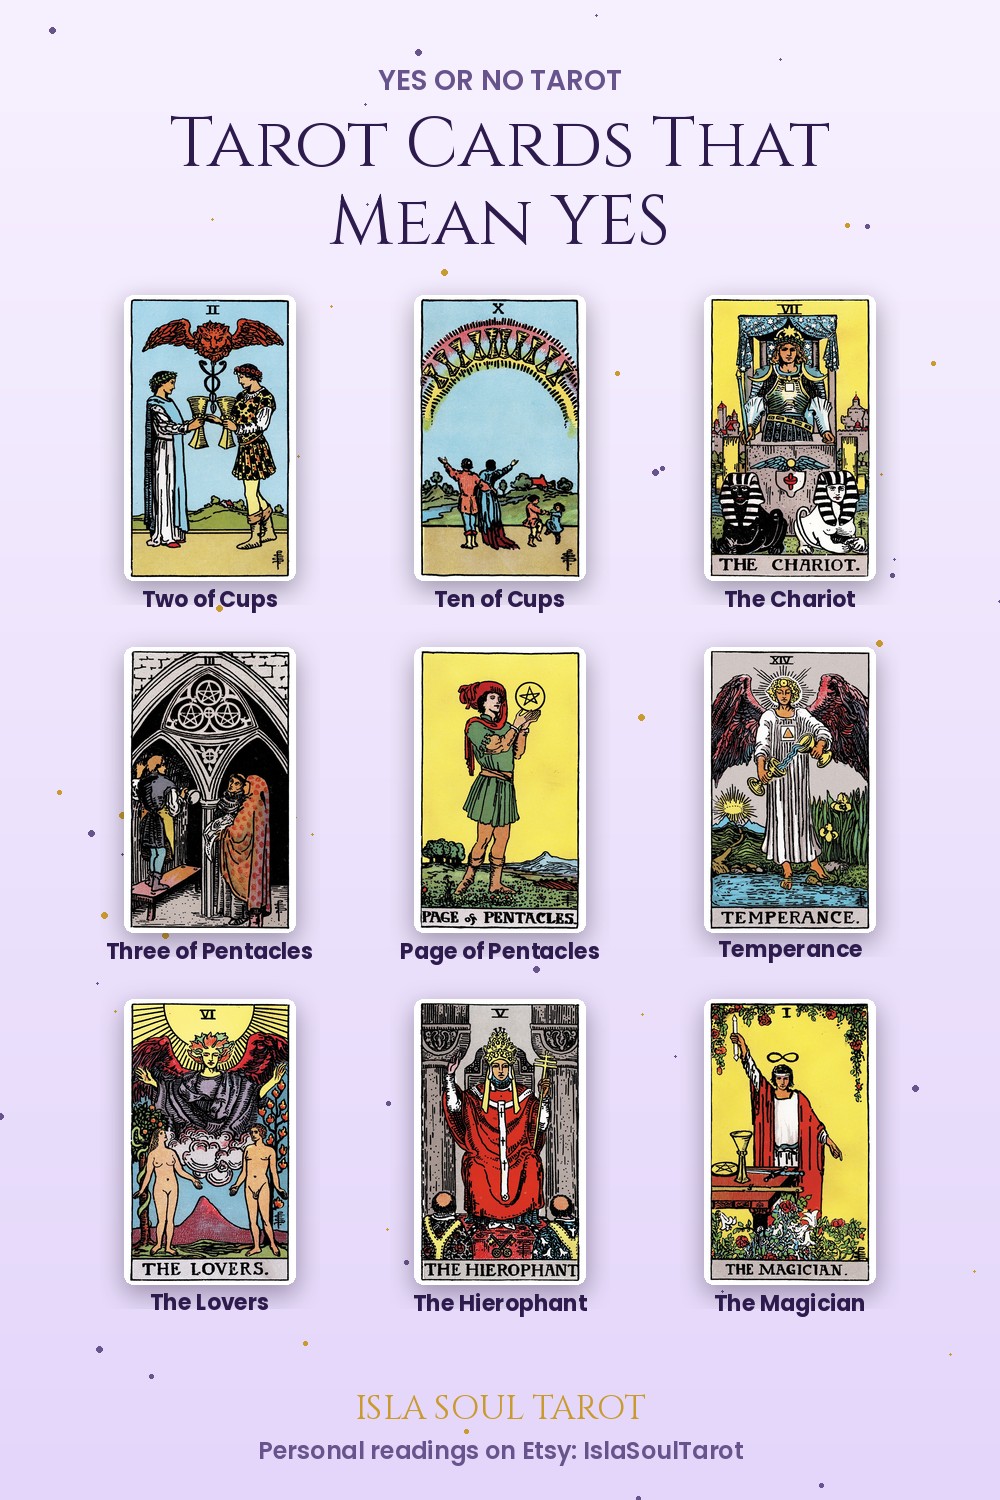 YES OR NO TAROT
TAROT CARDS THAT
MEAN YES
II
X
VII
THE CHARIOT.
Two of Cups
Ten of Cups
The Chariot
III
PAGE of PENTACLES.
XIV
TEMPERANCE.
Three of Pentacles
Page of Pentacles
Temperance
VI
THE LOVERS.
V
THE HIEROPHANT
I
THE MAGICIAN.
The Lovers
The Hierophant
The Magician
ISLA SOUL TAROT
Personal readings on Etsy: IslaSoulTarot